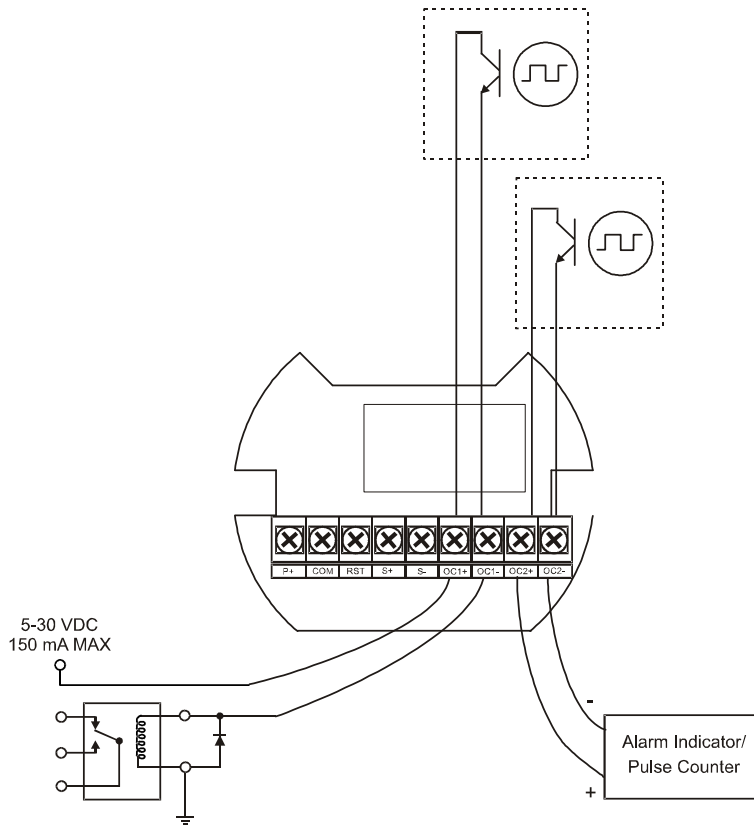 P+ COM RST S+ S- OC1+ OC1- OC2+ OC2-
5-30 VDC
150 mA MAX
-
Alarm Indicator/
Pulse Counter
+